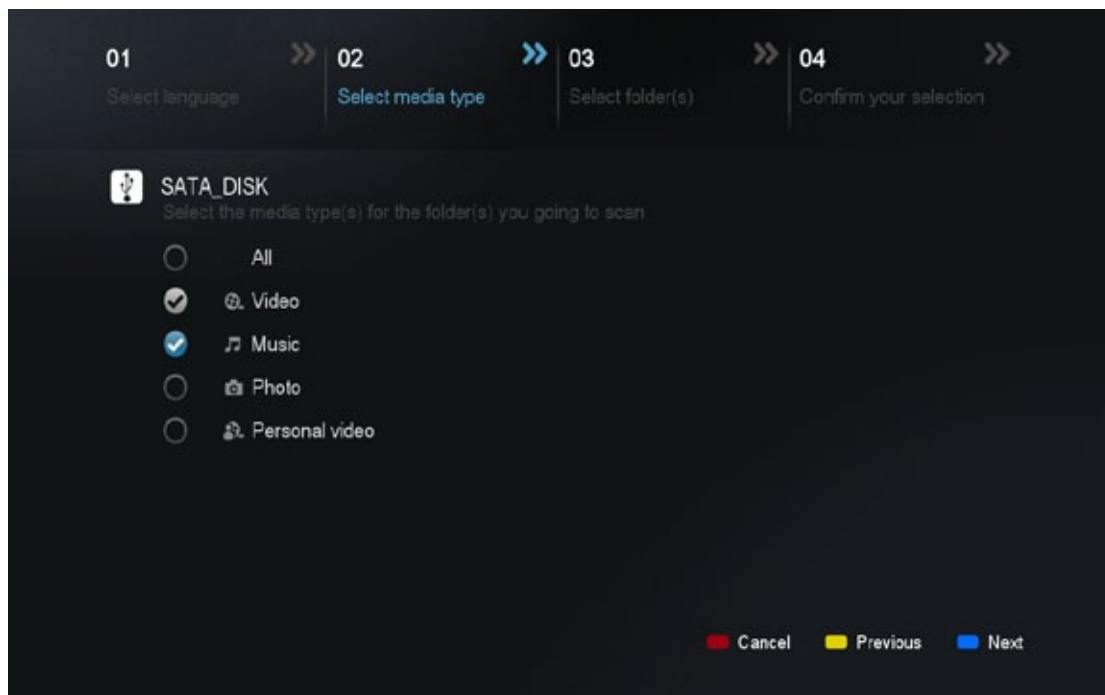 01
Select language
02
Select media type
03
Select folder(s)
04
Confirm your selection
SATA_DISK
Select the media type(s) for the folder(s) you going to scan
All
Video
Music
Photo
Personal video
Cancel Previous Next